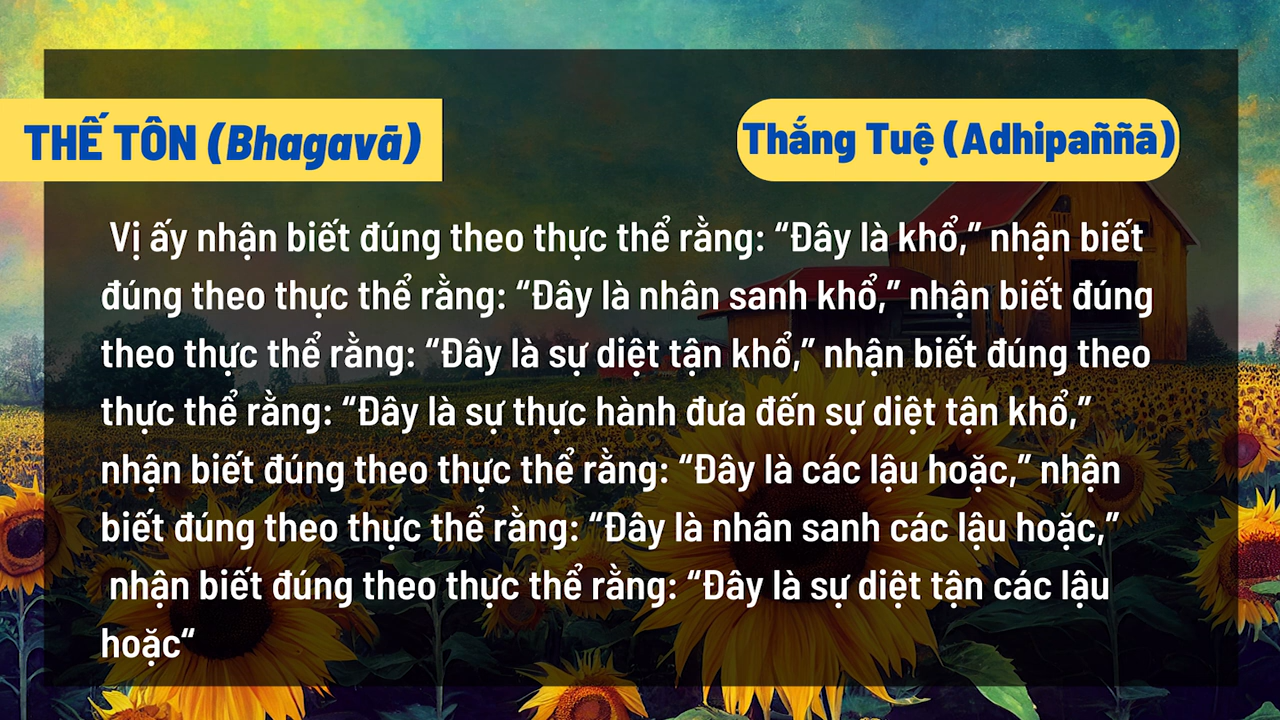 THẾ TÔN (Bhagavā)
Thắng Tuệ (Adhipaññā)
Vị ấy nhận biết đúng theo thực thể rằng: “Đây là khổ,” nhận biết
đúng theo thực thể rằng: “Đây là nhân sanh khổ,” nhận biết đúng
theo thực thể rằng: “Đây là sự diệt tận khổ,” nhận biết đúng theo
thực thể rằng: “Đây là sự thực hành đưa đến sự diệt tận khổ,”
nhận biết đúng theo thực thể rằng: “Đây là các lậu hoặc,” nhận
biết đúng theo thực thể rằng: “Đây là nhân sanh các lậu hoặc,”
nhận biết đúng theo thực thể rằng: “Đây là sự diệt tận các lậu
hoặc“